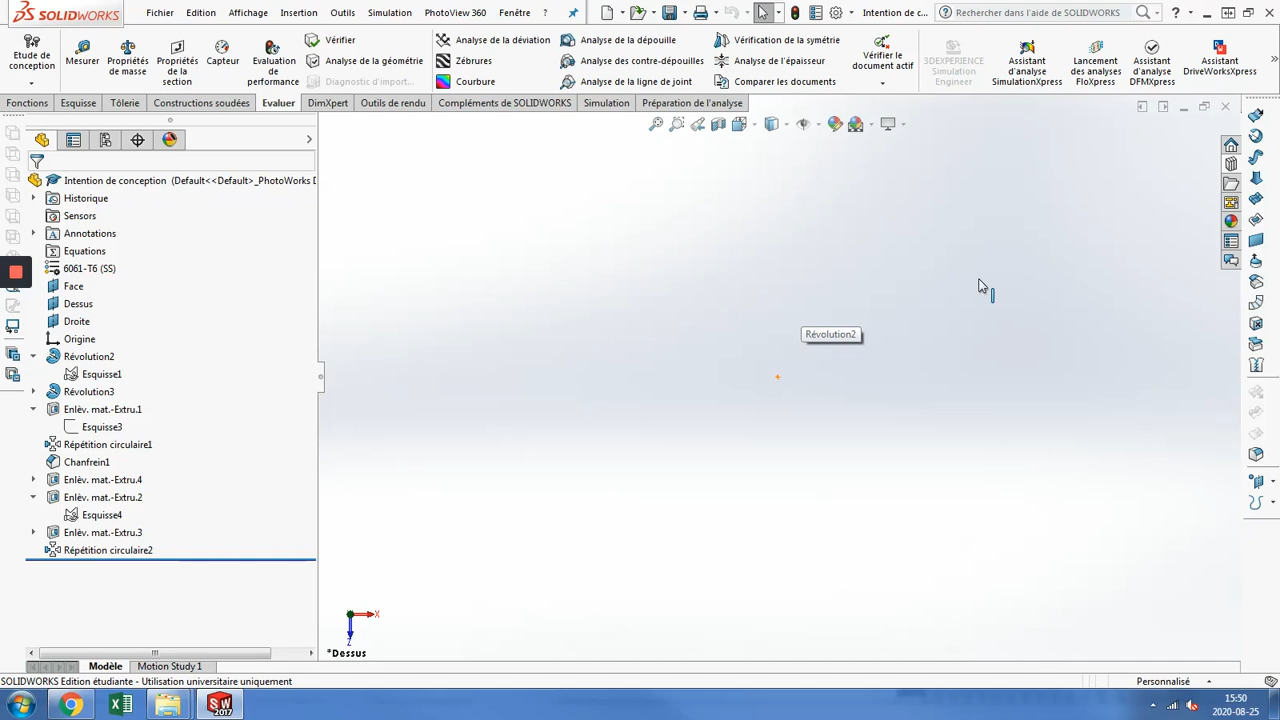 SOLIDWORKS Fichier Edition Affichage Insertion Outils Simulation PhotoView 360 Fenêtre ? Intention de c... Rechercher dans l'aide de SOLIDWORKS
Etude de conception
Mesurer
Propriétés de masse
Propriétés de la section
Capteur
Evaluation de performance
Vérifier
Analyse de la géométrie
Diagnostic d'import...
Analyse de la déviation
Zébrures
Courbure
Analyse de la dépouille
Analyse des contre-dépouilles
Analyse de la ligne de joint
Vérification de la symétrie
Analyse de l'épaisseur
Comparer les documents
Vérifier le document actif
3DEXPERIENCE Simulation Engineer
Assistant d'analyse SimulationXpress
Lancement des analyses FloXpress
Assistant d'analyse DFMXpress
Assistant DriveWorksXpress
Fonctions Esquisse Tôlerie Constructions soudées Evaluer DimXpert Outils de rendu Compléments de SOLIDWORKS Simulation Préparation de l'analyse
Intention de conception (Default<<Default>_PhotoWorks D
Historique
Sensors
Annotations
Equations
6061-T6 (SS)
Face
Dessus
Droite
Origine
Révolution2
Esquisse1
Révolution3
Enlèv. mat.-Extru.1
Esquisse3
Répétition circulaire1
Chanfrein1
Enlèv. mat.-Extru.4
Enlèv. mat.-Extru.2
Esquisse4
Enlèv. mat.-Extru.3
Répétition circulaire2
Révolution2
X
Z
*Dessus
Modèle Motion Study 1
SOLIDWORKS Edition étudiante - Utilisation universitaire uniquement Personnalisé
SW
2017
15:50
2020-08-25